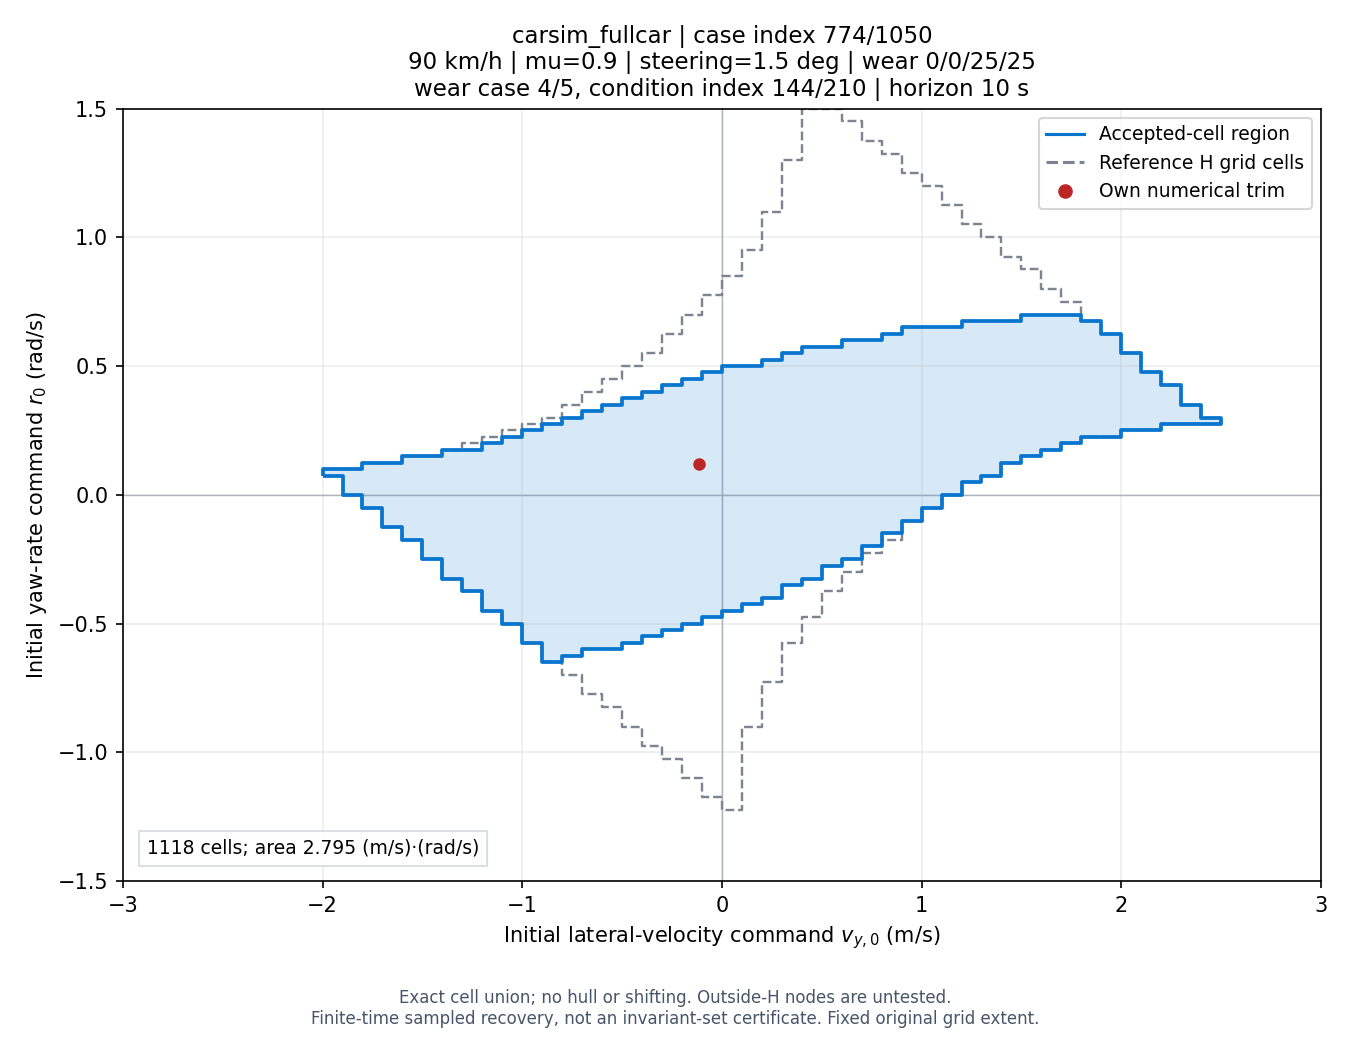 carsim_fullcar | case index 774/1050
90 km/h | mu=0.9 | steering=1.5 deg | wear 0/0/25/25
wear case 4/5, condition index 144/210 | horizon 10 s
Accepted-cell region
Reference H grid cells
Own numerical trim
Initial yaw-rate command r₀ (rad/s)
1.5
1.0
0.5
0.0
−0.5
−1.0
−1.5
1118 cells; area 2.795 (m/s)·(rad/s)
−3 −2 −1 0 1 2 3
Initial lateral-velocity command v_{y,0} (m/s)
Exact cell union; no hull or shifting. Outside-H nodes are untested.
Finite-time sampled recovery, not an invariant-set certificate. Fixed original grid extent.